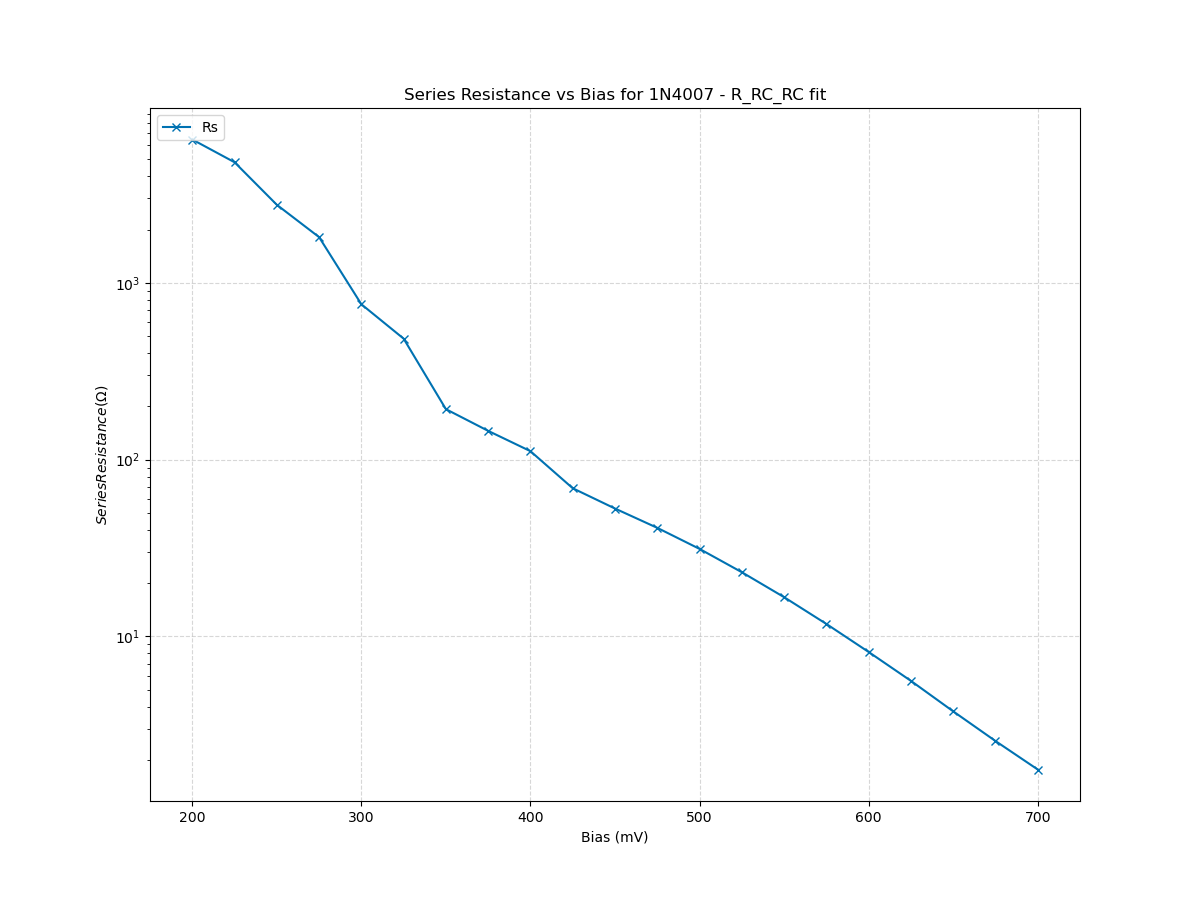 Series Resistance vs Bias for 1N4007 - R_RC_RC fit
Rs
10³
10²
10¹
SeriesResistance(Ω)
200 300 400 500 600 700
Bias (mV)